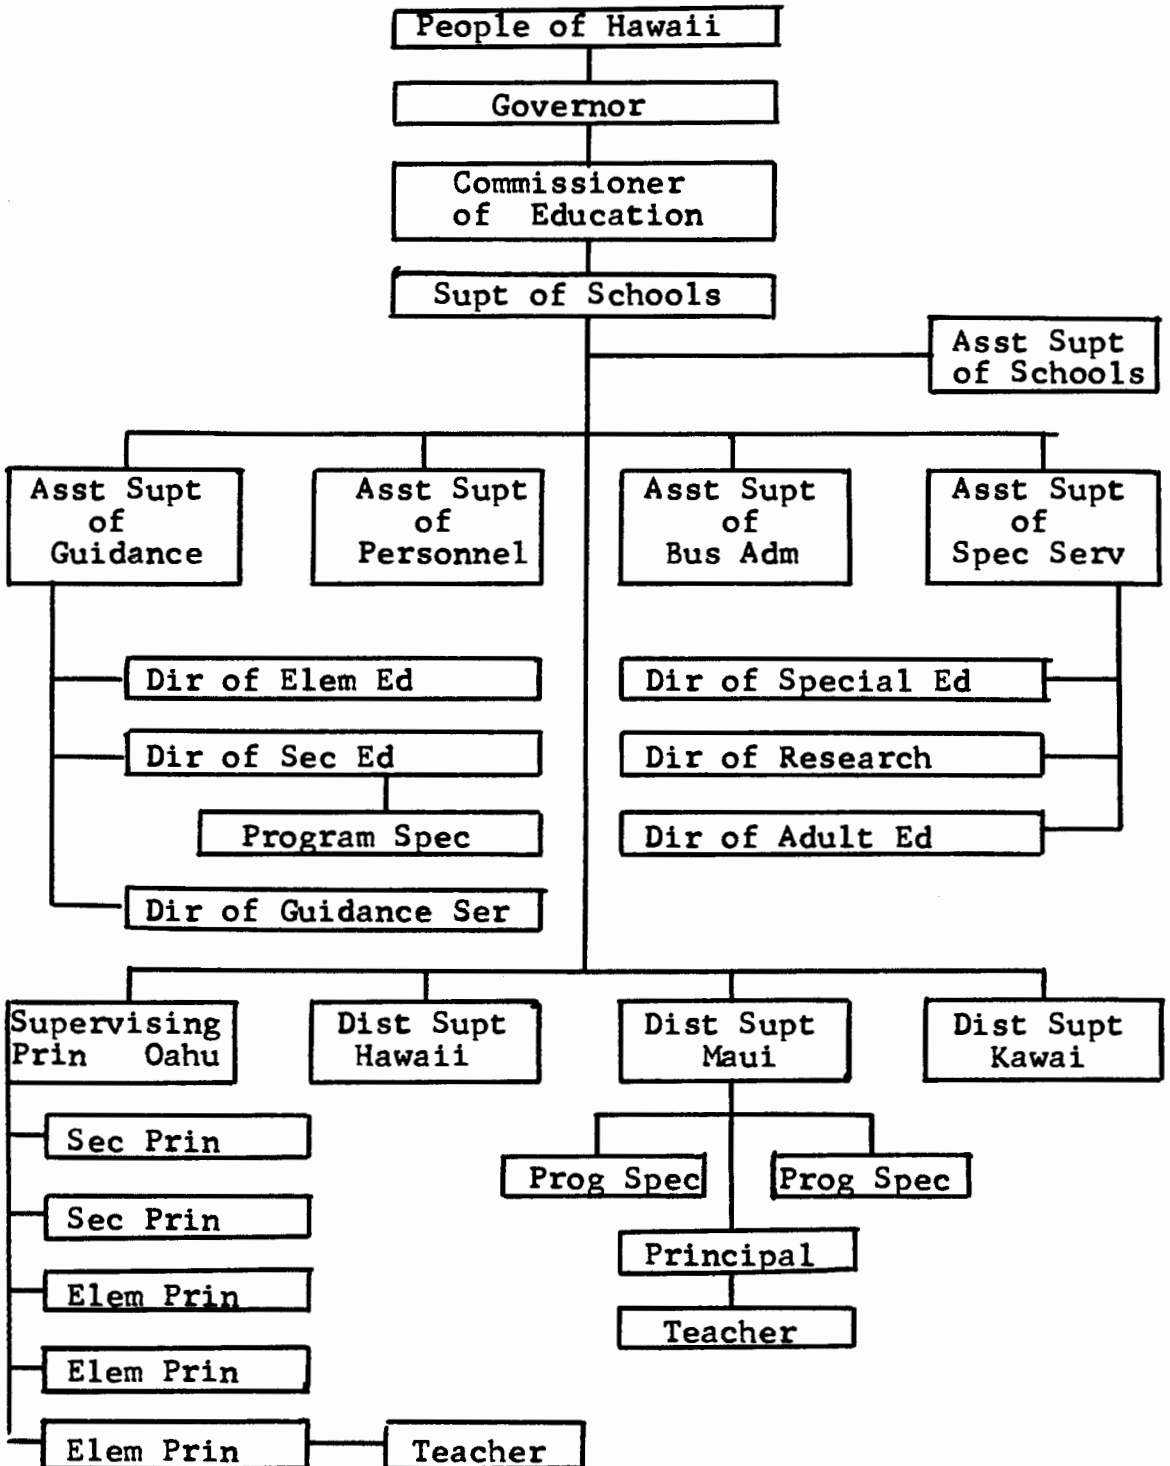 People of Hawaii
Governor
Commissioner
of Education
Supt of Schools
Asst Supt
of Schools
Asst Supt
of
Guidance
Asst Supt
of
Personnel
Asst Supt
of
Bus Adm
Asst Supt
of
Spec Serv
Dir of Elem Ed
Dir of Sec Ed
Program Spec
Dir of Guidance Ser
Dir of Special Ed
Dir of Research
Dir of Adult Ed
Supervising
Prin Oahu
Dist Supt
Hawaii
Dist Supt
Maui
Dist Supt
Kawai
Sec Prin
Sec Prin
Elem Prin
Elem Prin
Elem Prin
Teacher
Prog Spec
Prog Spec
Principal
Teacher